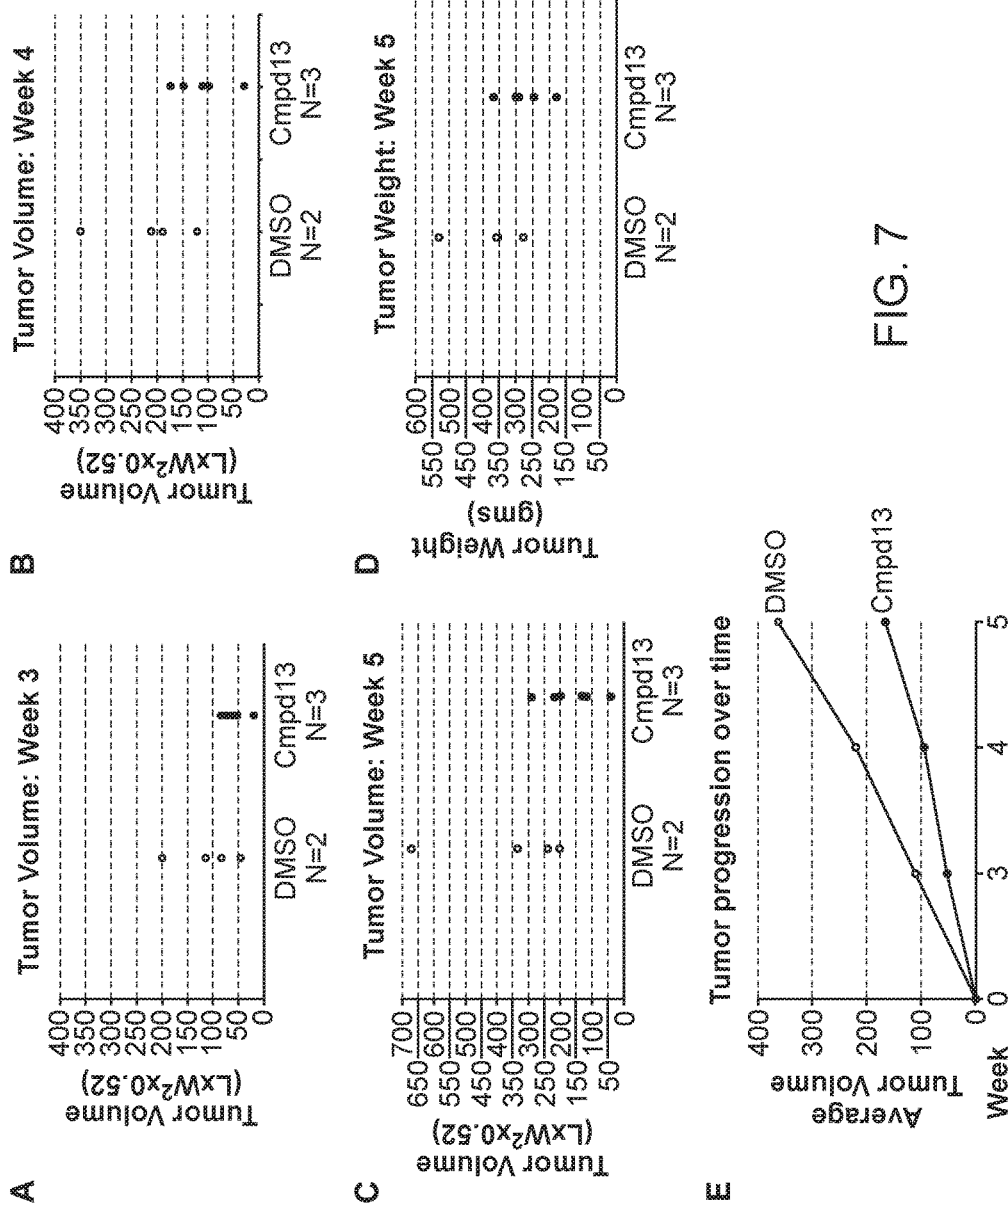 A
Tumor Volume: Week 3
Tumor Volume
(LxW²x0.52)
400
350
300
250
200
150
100
50
0
DMSO
N=2
Cmpd13
N=3
B
Tumor Volume: Week 4
Tumor Volume
(LxW²x0.52)
400
350
300
250
200
150
100
50
0
DMSO
N=2
Cmpd13
N=3
C
Tumor Volume: Week 5
Tumor Volume
(LxW²x0.52)
700
650
600
550
500
450
400
350
300
250
200
150
100
50
0
DMSO
N=2
Cmpd13
N=3
D
Tumor Weight: Week 5
Tumor Weight
(gms)
600
550
500
450
400
350
300
250
200
150
100
50
0
DMSO
N=2
Cmpd13
N=3
E
Tumor progression over time
Average
Tumor Volume
400
300
200
100
0
DMSO
Cmpd13
Week
0
3
4
5
FIG. 7